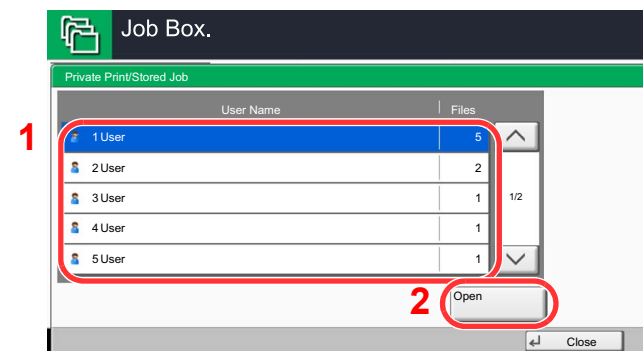 Job Box.
Private Print/Stored Job
User Name Files
1
1 User 5
2 User 2
3 User 1
1/2
4 User 1
5 User 1
2
Open
Close